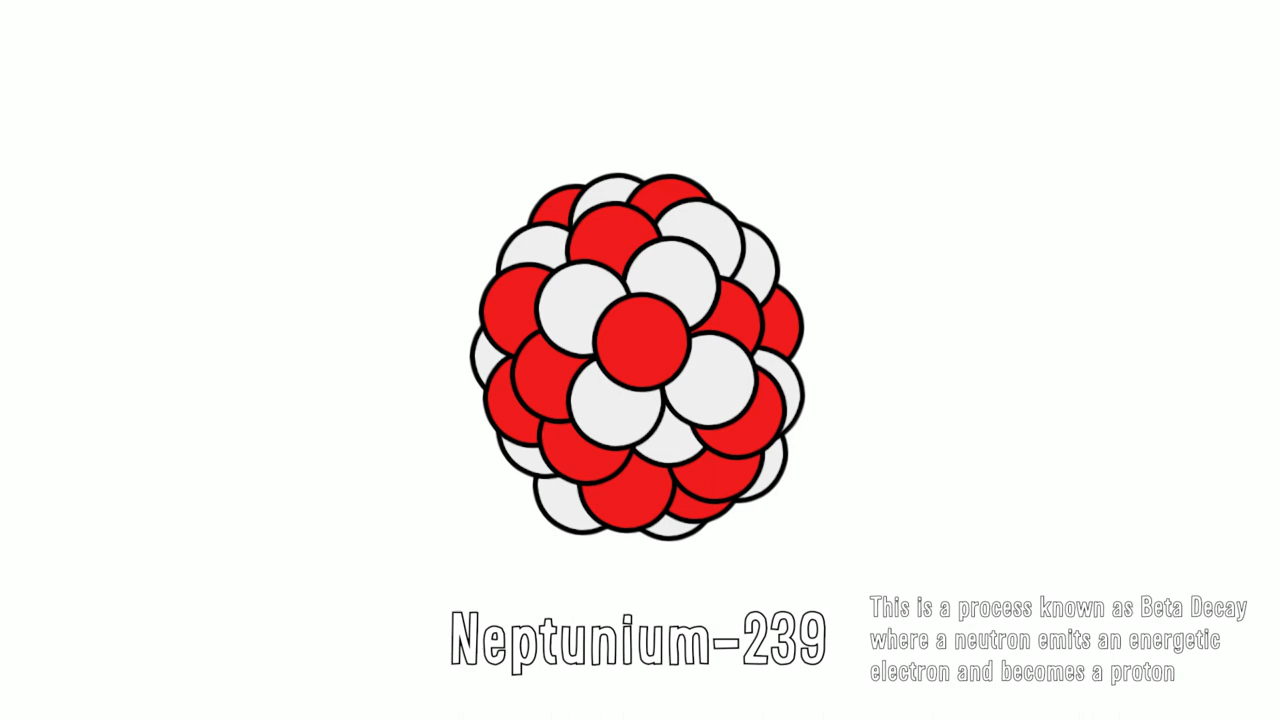 Neptunium-239
This is a process known as Beta Decay
where a neutron emits an energetic
electron and becomes a proton